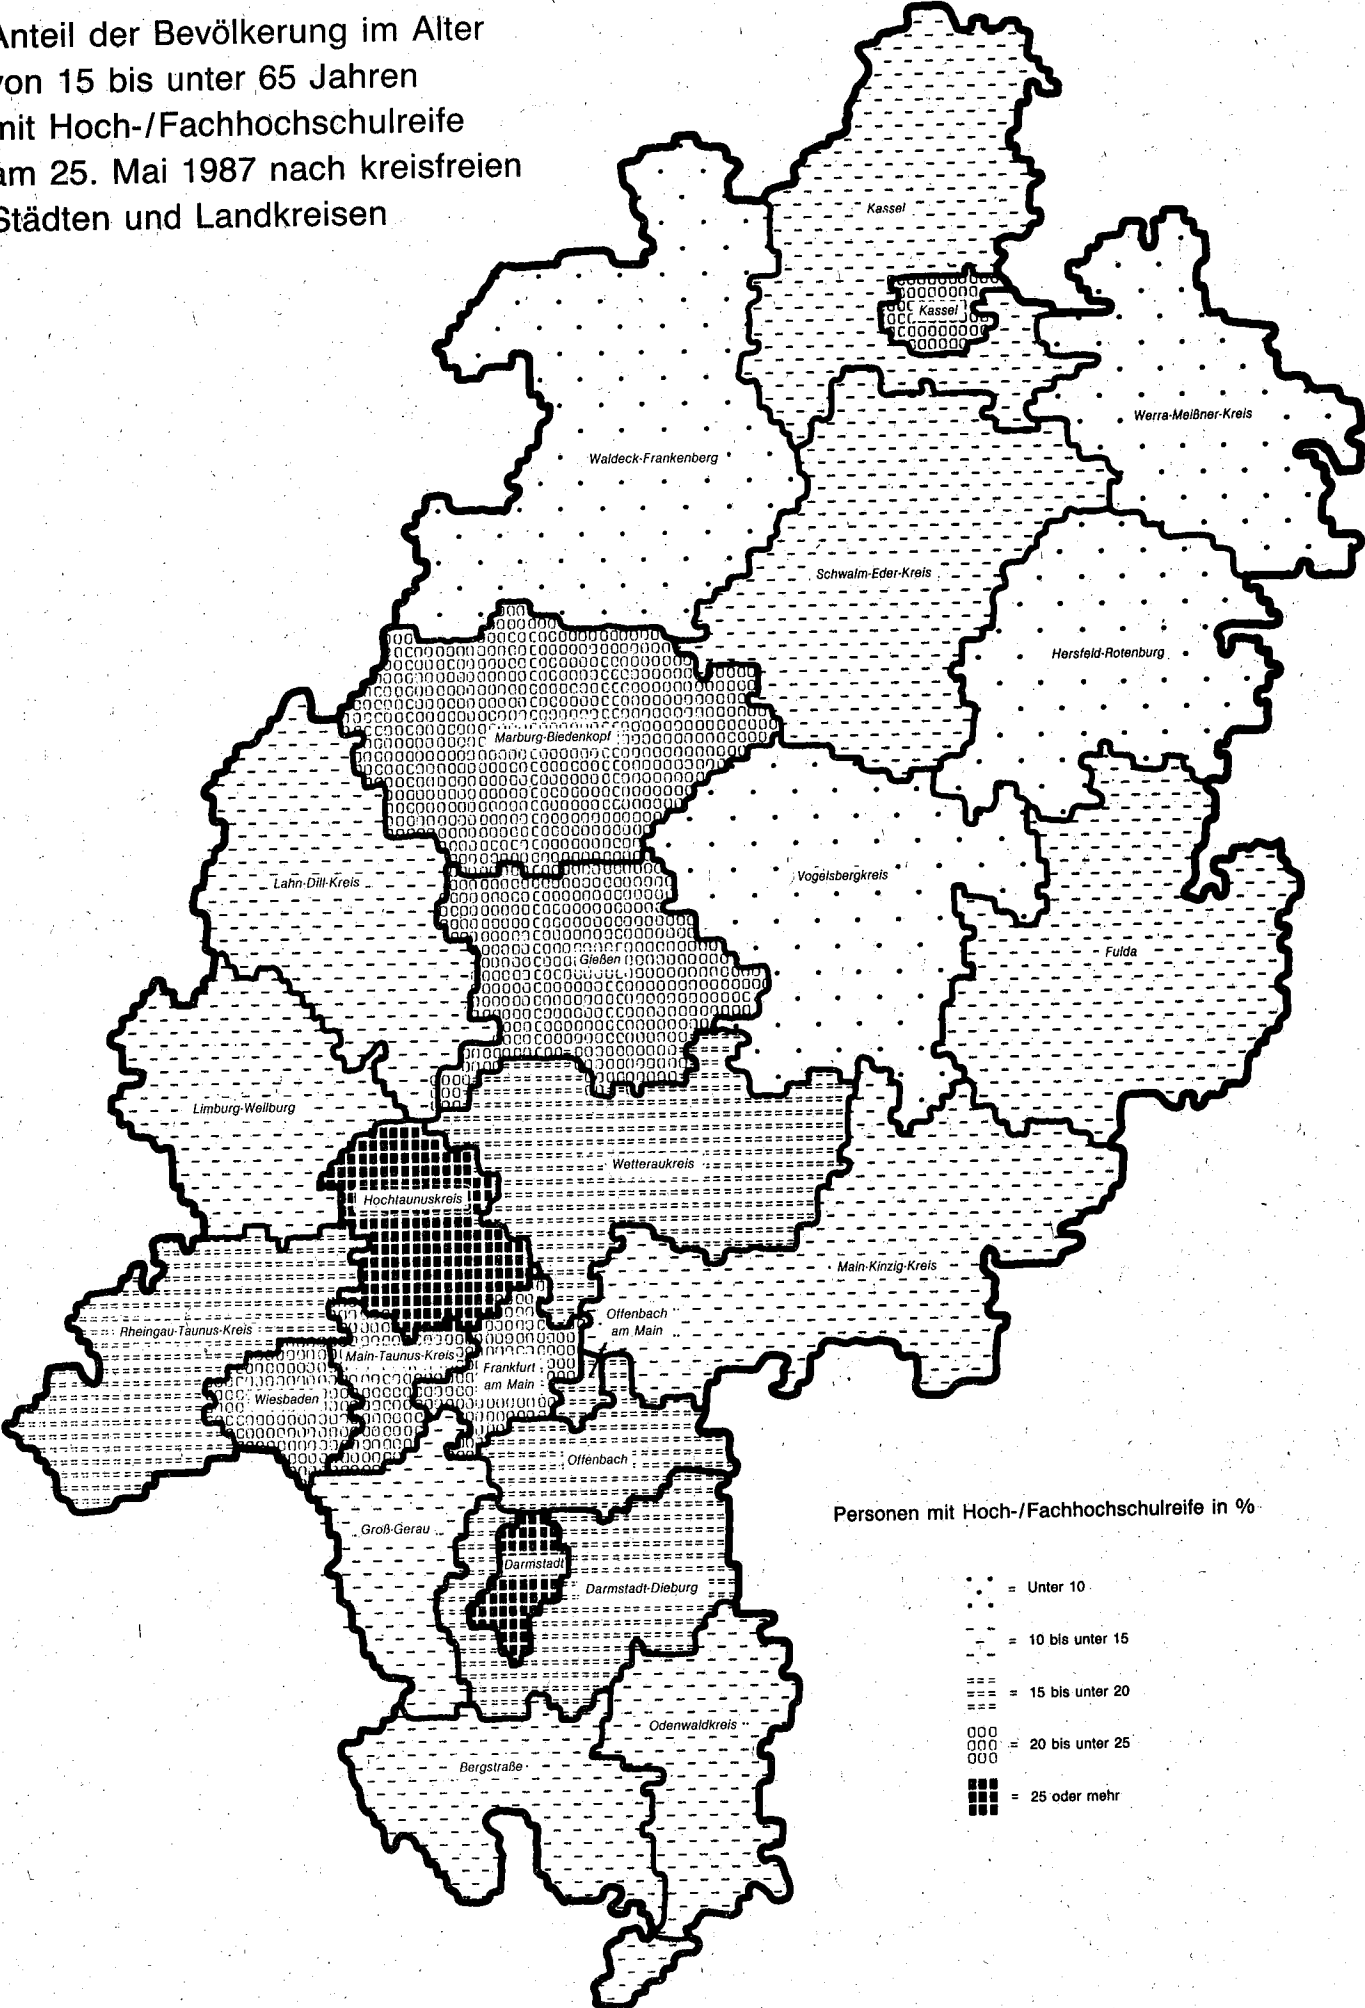 Anteil der Bevölkerung im Alter
von 15 bis unter 65 Jahren
mit Hoch-/Fachhochschulreife
am 25. Mai 1987 nach kreisfreien
Städten und Landkreisen
Kassel
Kassel
Werra-Meißner-Kreis
Waldeck-Frankenberg
Schwalm-Eder-Kreis
Hersfeld-Rotenburg
Marburg-Biedenkopf
Lahn-Dill-Kreis
Vogelsbergkreis
Gießen
Fulda
Limburg-Weilburg
Wetteraukreis
Hochtaunuskreis
Main-Kinzig-Kreis
Offenbach
am Main
Rheingau-Taunus-Kreis
Main-Taunus-Kreis
Frankfurt
am Main
Wiesbaden
Offenbach
Groß-Gerau
Darmstadt
Darmstadt-Dieburg
Odenwaldkreis
Bergstraße
Personen mit Hoch-/Fachhochschulreife in %
= Unter 10
= 10 bis unter 15
= 15 bis unter 20
= 20 bis unter 25
= 25 oder mehr